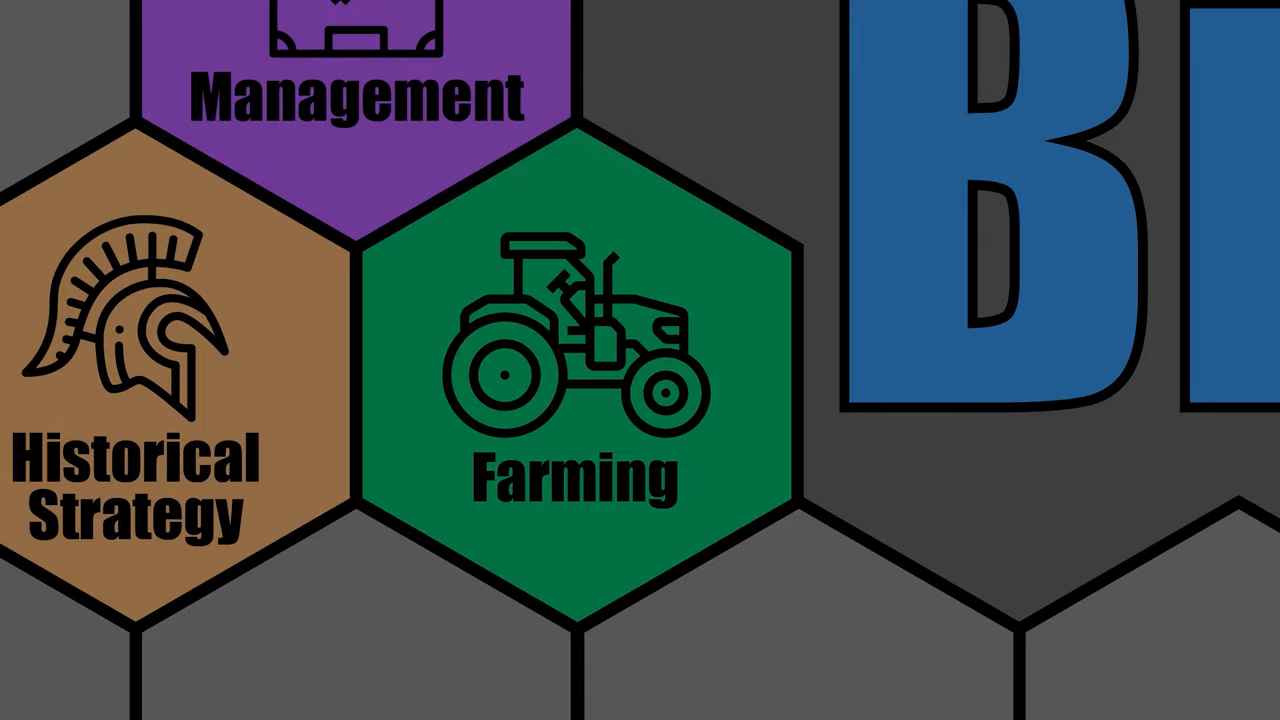 Management
B
Historical
Strategy
Farming